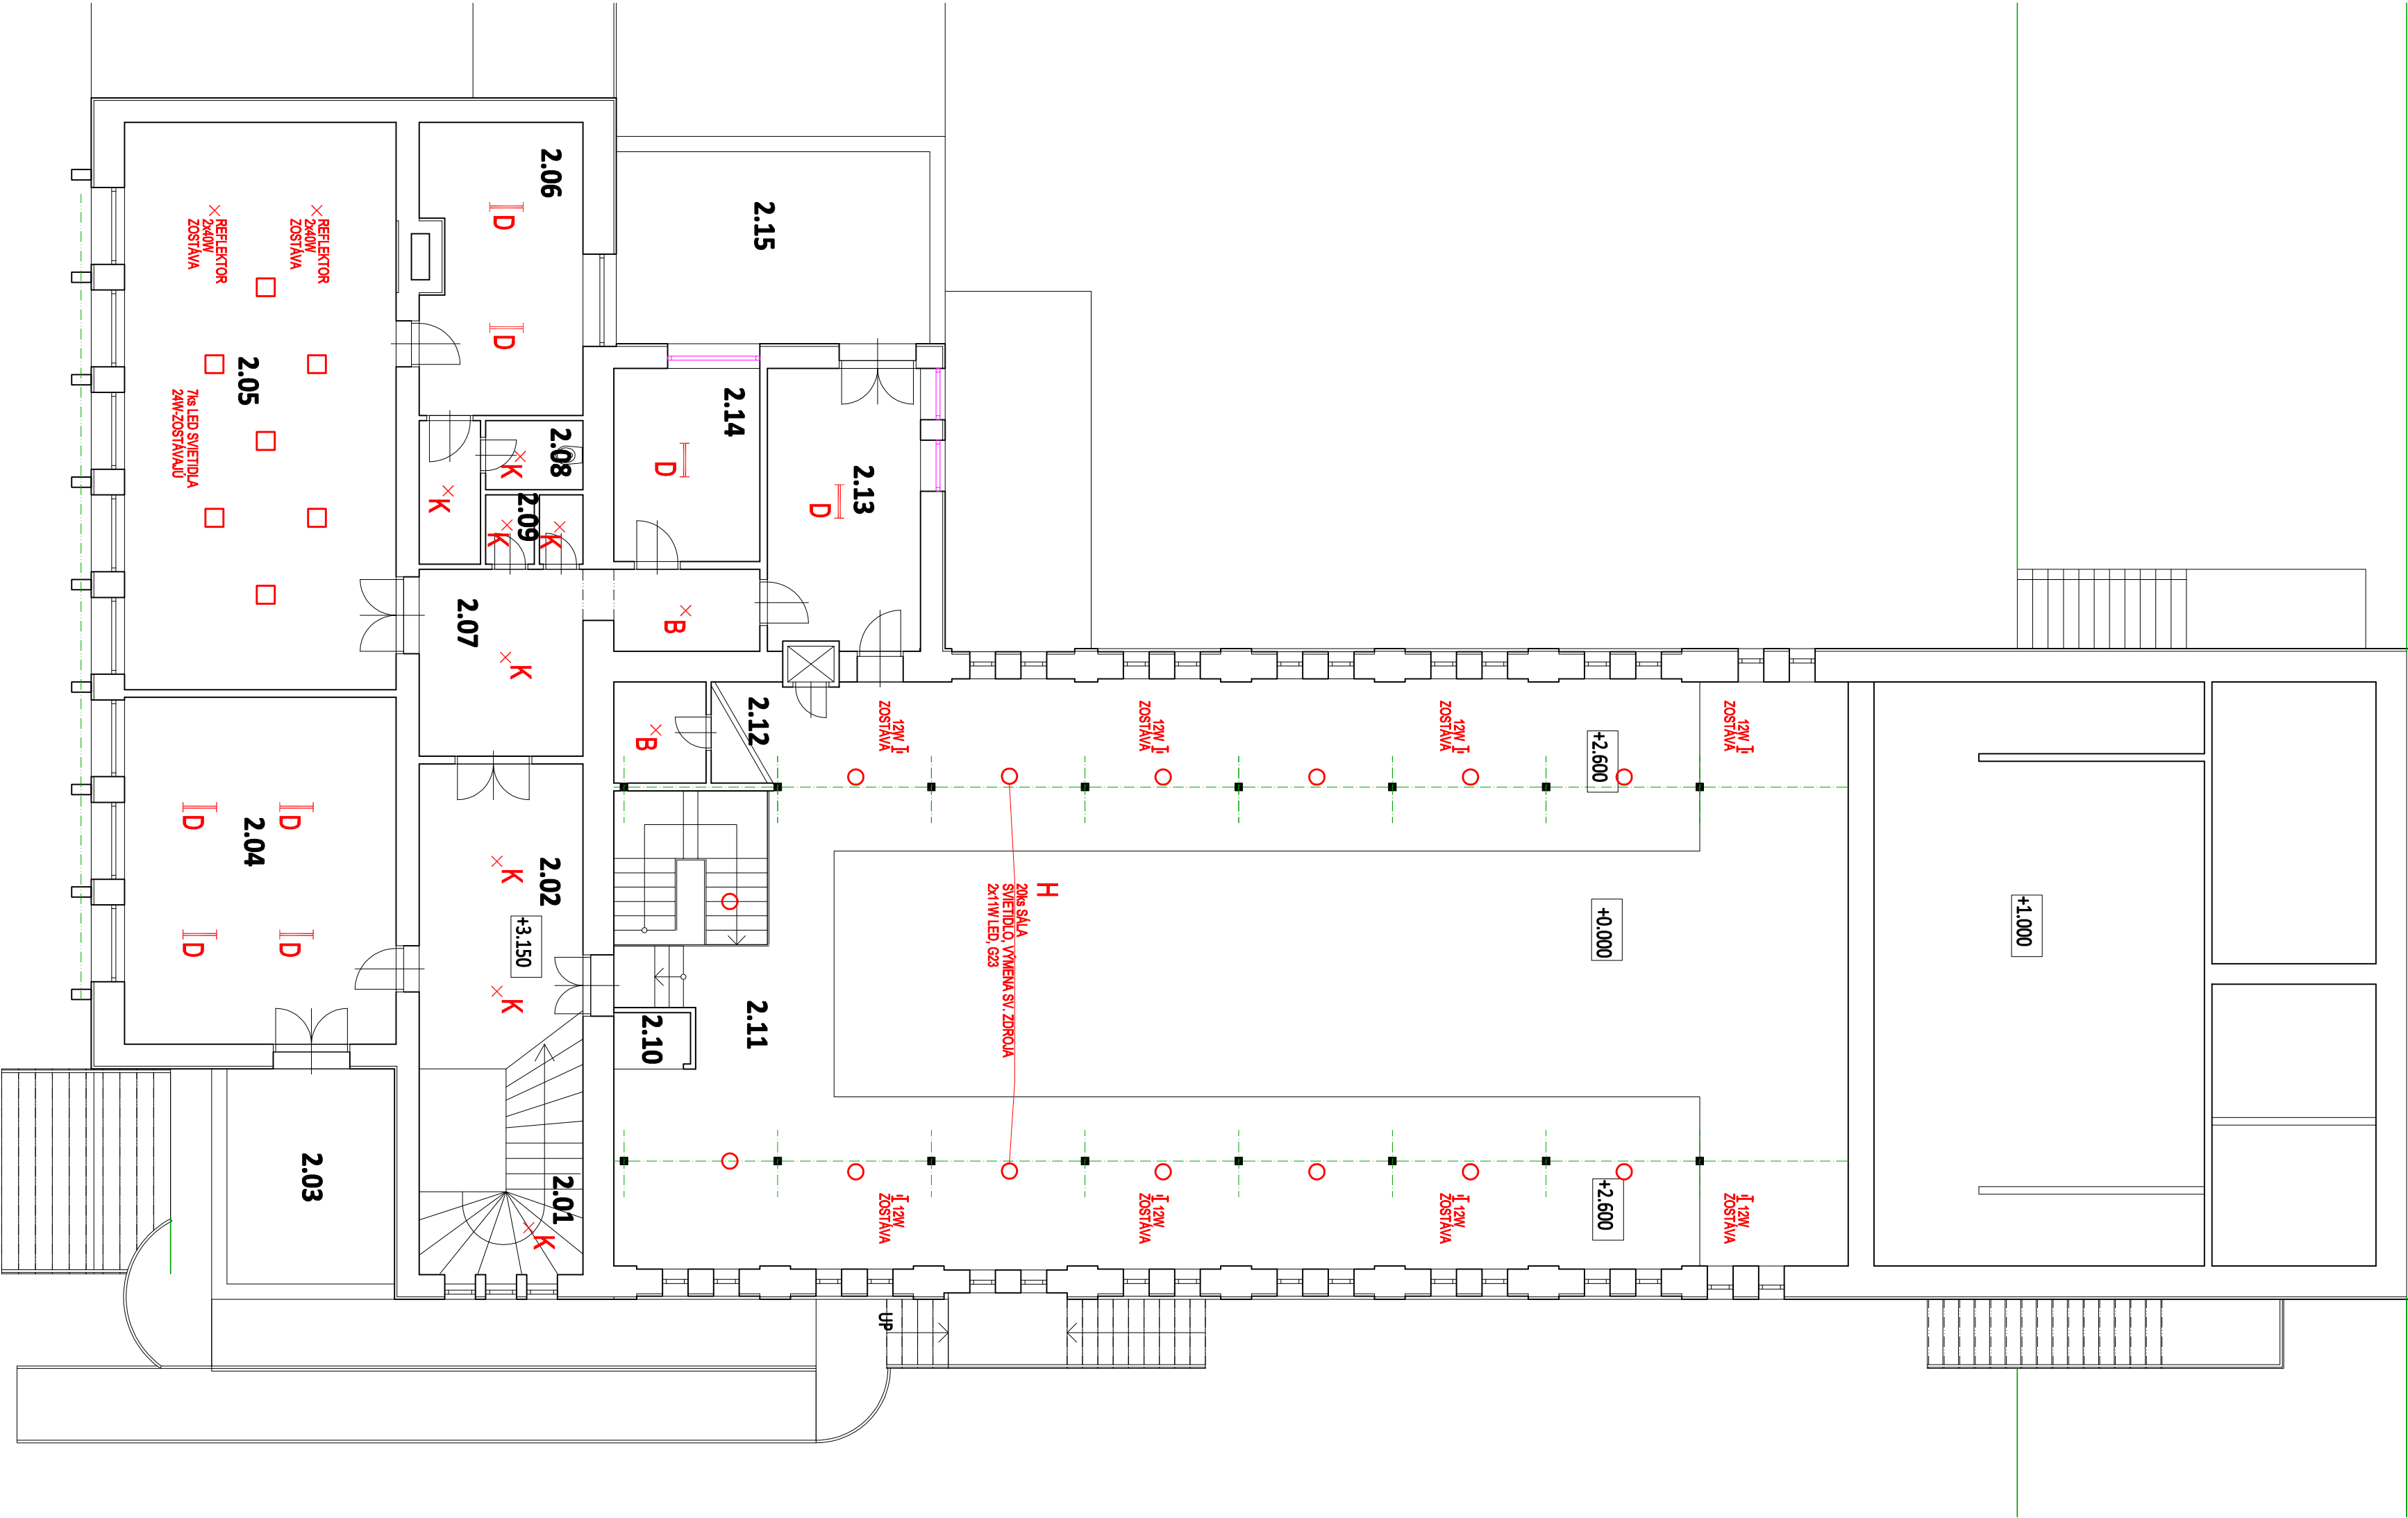 2.06
D
D
2.15
REFLEKTOR
2x40W
ZOSTÁVA
REFLEKTOR
2x40W
ZOSTÁVA
2.05
7ks LED SVIETIDLA
24W-ZOSTÁVAJÚ
2.14
D
2.13
D
2.08
K
K
2.09
K
K
2.07
K
B
2.12
B
12W
ZOSTÁVA
12W
ZOSTÁVA
12W
ZOSTÁVA
12W
ZOSTÁVA
+2.600
2.04
D
D
D
D
2.02
K
K
+3.150
H
20ks SÁLA
SVIETIDLO, VÝMENA SV. ZDROJA
2x11W LED, G23
+0.000
+1.000
2.11
2.10
2.03
2.01
K
12W
ZOSTÁVA
12W
ZOSTÁVA
12W
ZOSTÁVA
12W
ZOSTÁVA
+2.600
UP